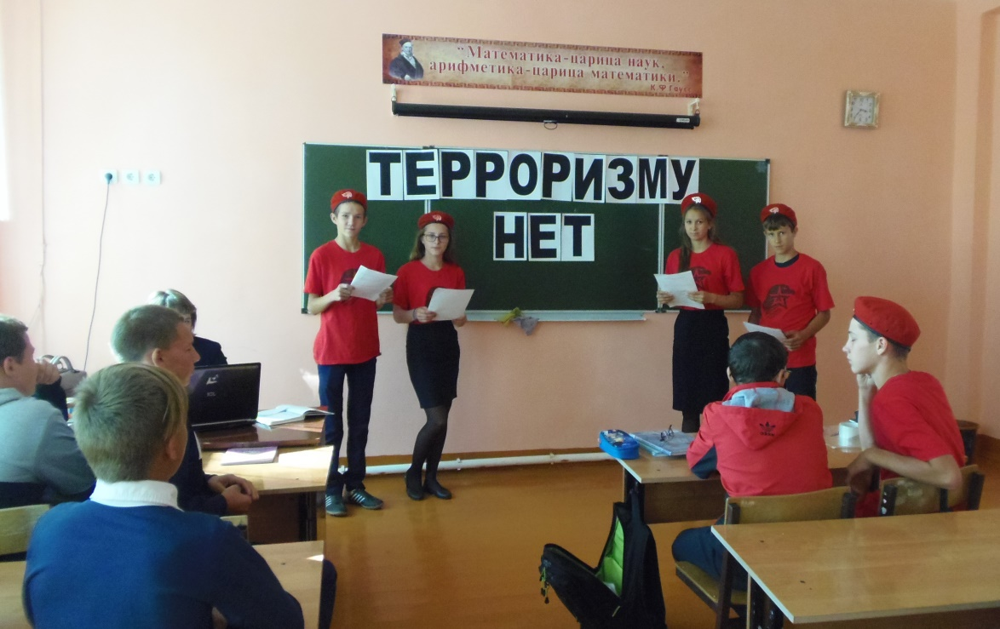 "Математика-царица наук,
арифметика-царица математики."
К.Ф.Гаусс
ТЕРРОРИЗМУ
НЕТ